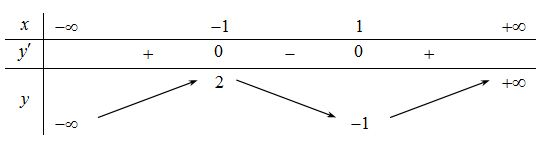 x −∞ −1 1 +∞
y′ + 0 − 0 +
2 +∞
y
−∞ −1